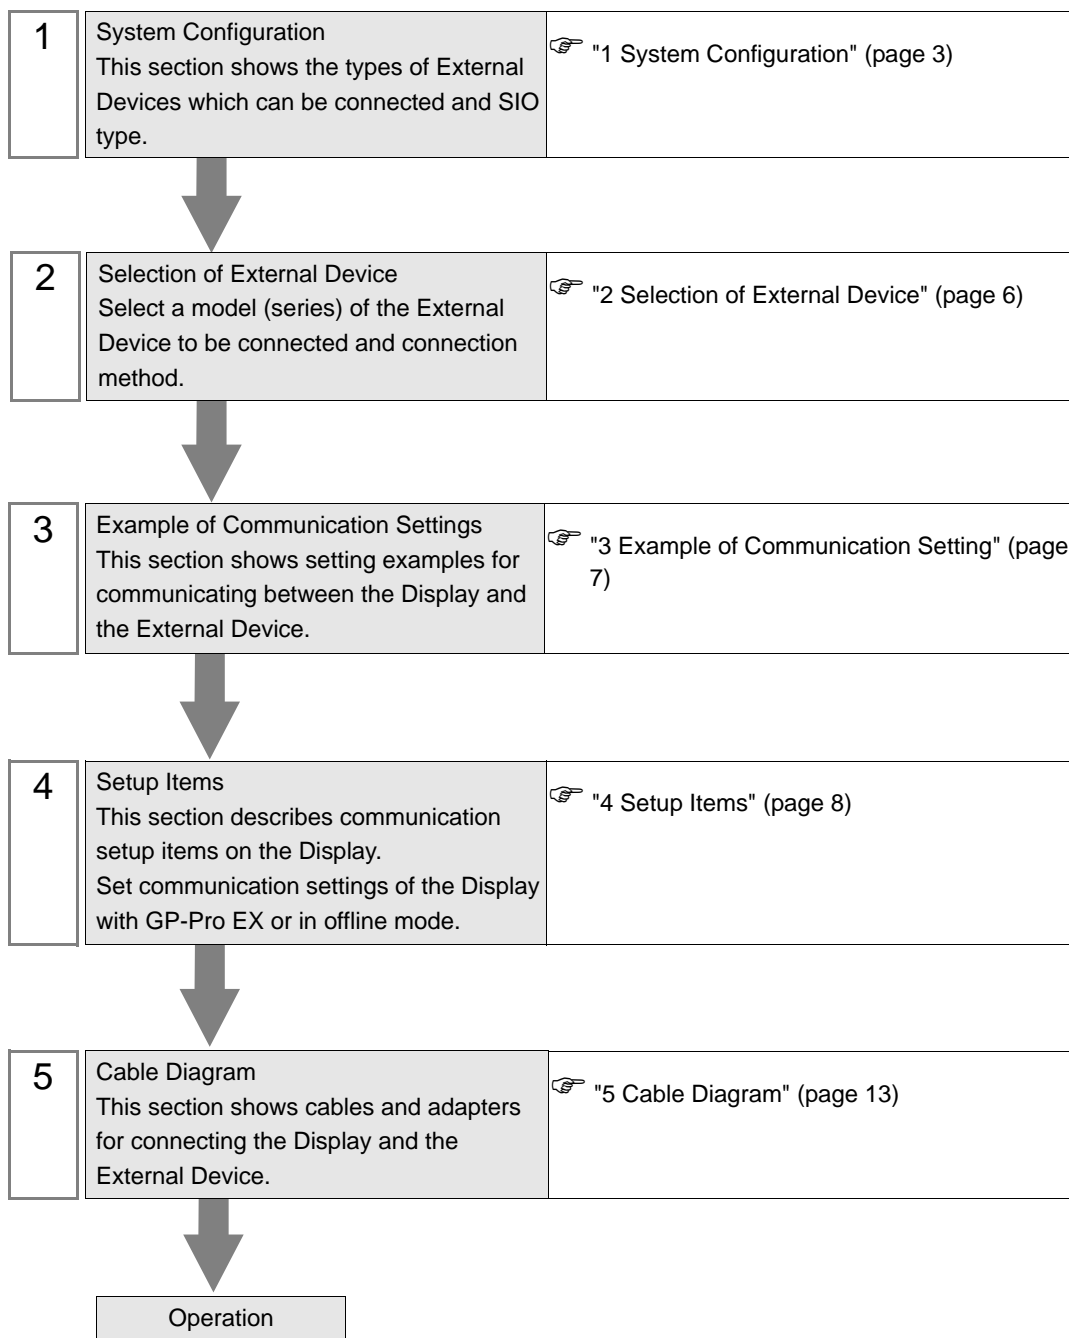 1
System Configuration
This section shows the types of External
Devices which can be connected and SIO
type.
"1 System Configuration" (page 3)
2
Selection of External Device
Select a model (series) of the External
Device to be connected and connection
method.
"2 Selection of External Device" (page 6)
3
Example of Communication Settings
This section shows setting examples for
communicating between the Display and
the External Device.
"3 Example of Communication Setting" (page
7)
4
Setup Items
This section describes communication
setup items on the Display.
Set communication settings of the Display
with GP-Pro EX or in offline mode.
"4 Setup Items" (page 8)
5
Cable Diagram
This section shows cables and adapters
for connecting the Display and the
External Device.
"5 Cable Diagram" (page 13)
Operation